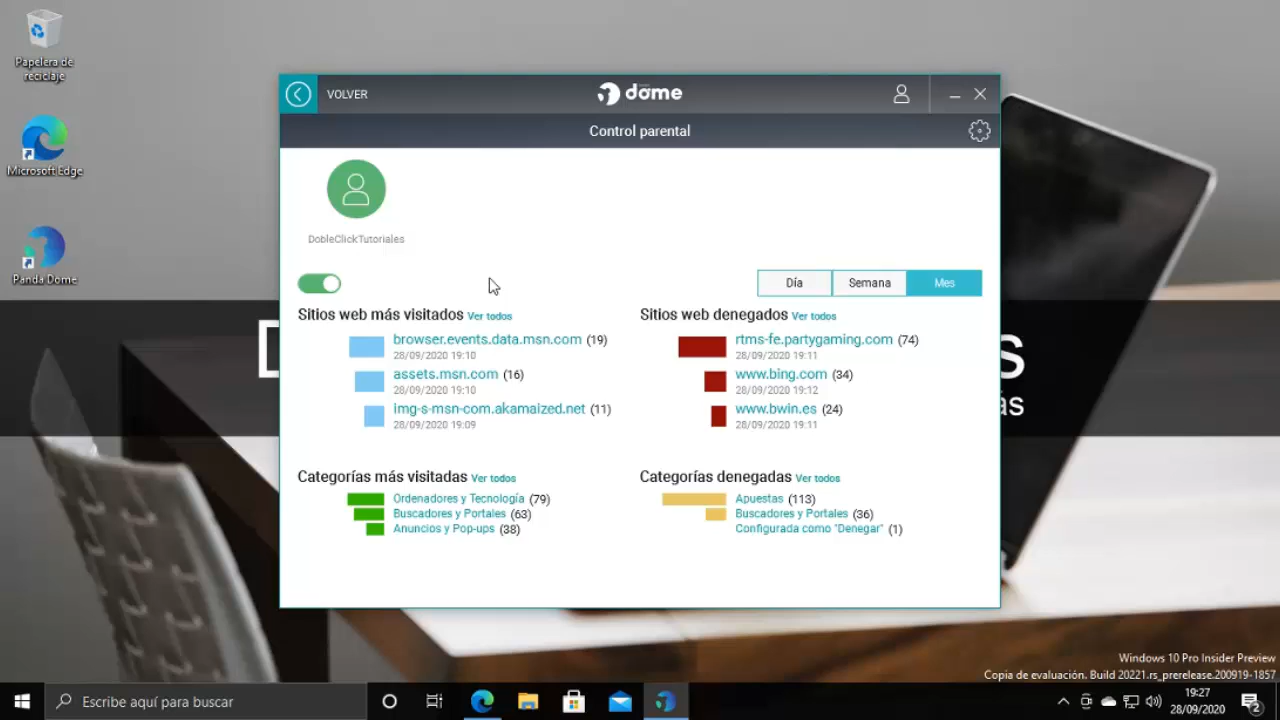 Papelera de
reciclaje
Microsoft Edge
Panda Dome
VOLVER
dome
Control parental
DobleClickTutoriales
Día
Semana
Mes
Sitios web más visitados Ver todos
browser.events.data.msn.com (19)
28/09/2020 19:10
assets.msn.com (16)
28/09/2020 19:10
img-s-msn-com.akamaized.net (11)
28/09/2020 19:09
Sitios web denegados Ver todos
rtms-fe.partygaming.com (74)
28/09/2020 19:11
www.bing.com (34)
28/09/2020 19:12
www.bwin.es (24)
28/09/2020 19:11
Categorías más visitadas Ver todos
Ordenadores y Tecnología (79)
Buscadores y Portales (63)
Anuncios y Pop-ups (38)
Categorías denegadas Ver todos
Apuestas (113)
Buscadores y Portales (36)
Configurada como "Denegar" (1)
Windows 10 Pro Insider Preview
Copia de evaluación. Build 20221.rs_prerelease.200919-1857
Escribe aquí para buscar
19:27
28/09/2020
2